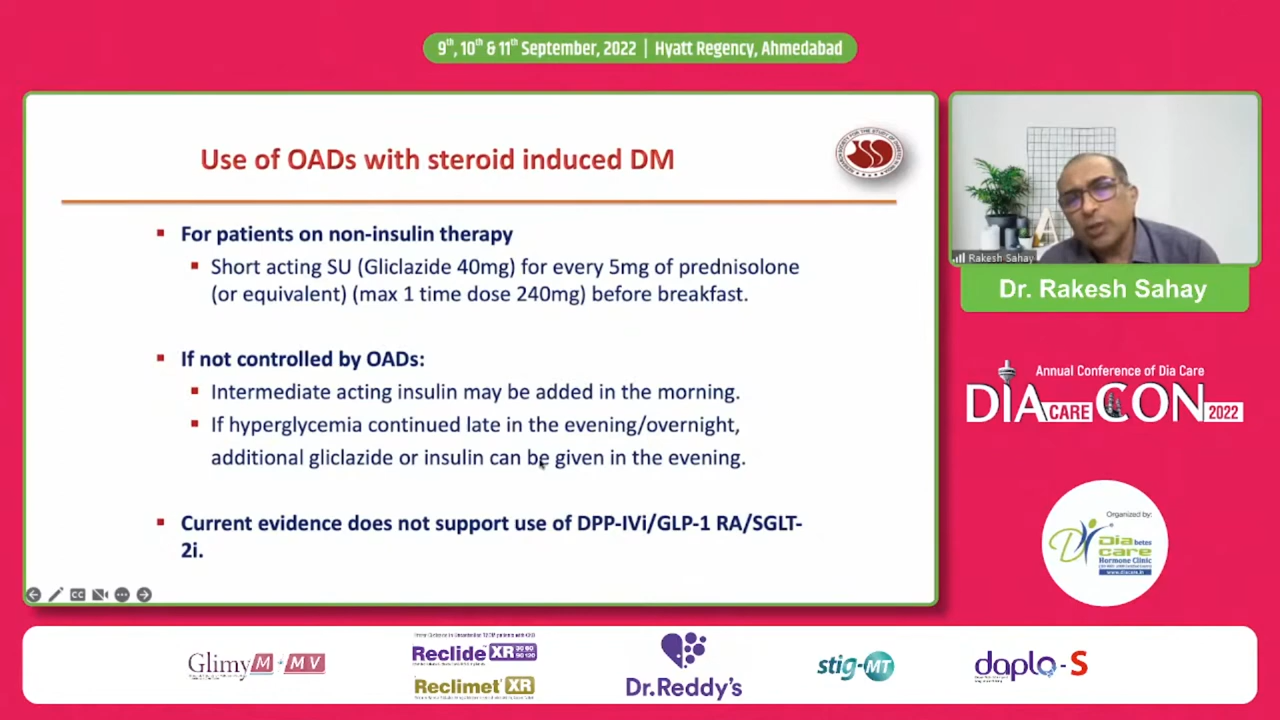 9th, 10th & 11th September, 2022 | Hyatt Regency, Ahmedabad
Use of OADs with steroid induced DM
▪ For patients on non-insulin therapy
▪ Short acting SU (Gliclazide 40mg) for every 5mg of prednisolone
(or equivalent) (max 1 time dose 240mg) before breakfast.
▪ If not controlled by OADs:
▪ Intermediate acting insulin may be added in the morning.
▪ If hyperglycemia continued late in the evening/overnight,
additional gliclazide or insulin can be given in the evening.
▪ Current evidence does not support use of DPP-IVi/GLP-1 RA/SGLT-
2i.
CC
Rakesh Sahay
Dr. Rakesh Sahay
Annual Conference of Dia Care
DIA CARE CON 2022
Organized by:
Diabetes
care
Hormone Clinic
www.diacare.in
Glimy M - MV
Reclide XR
Reclimet XR
Dr.Reddy's
stig-MT
daplo-S